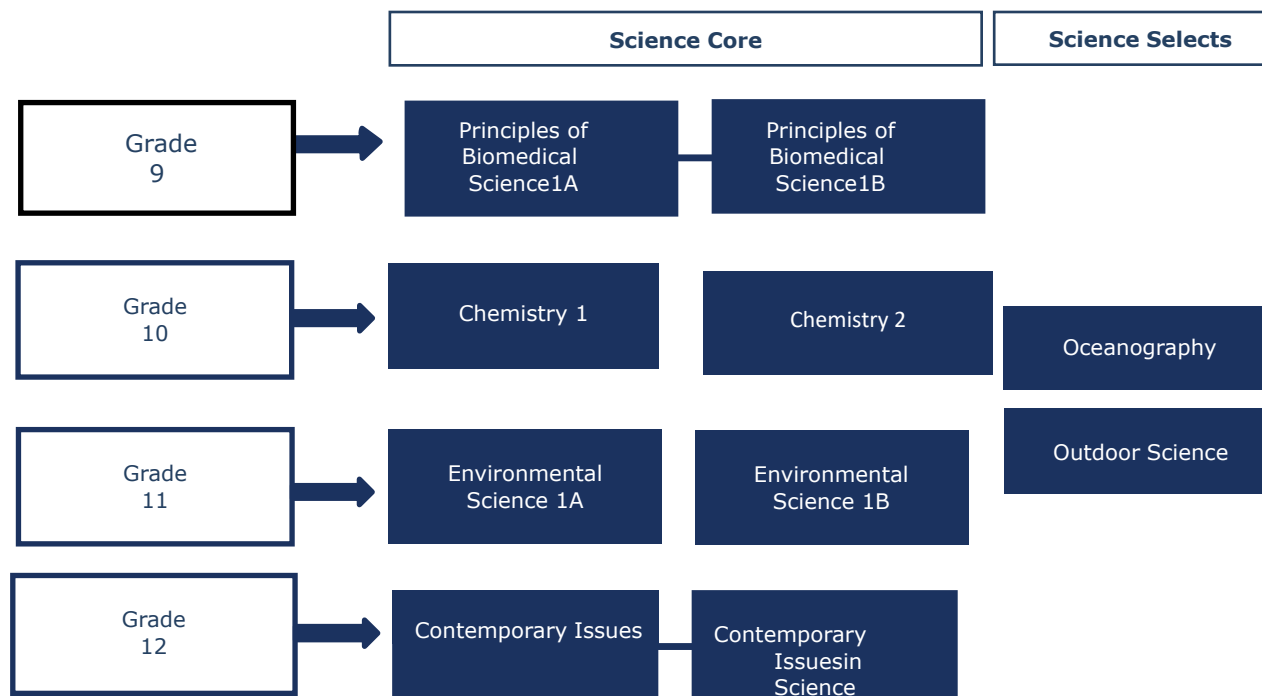 Science Core
Science Selects
Grade
9
Principles of
Biomedical
Science1A
Principles of
Biomedical
Science1B
Grade
10
Chemistry 1
Chemistry 2
Oceanography
Outdoor Science
Grade
11
Environmental
Science 1A
Environmental
Science 1B
Grade
12
Contemporary Issues
Contemporary
Issuesin
Science